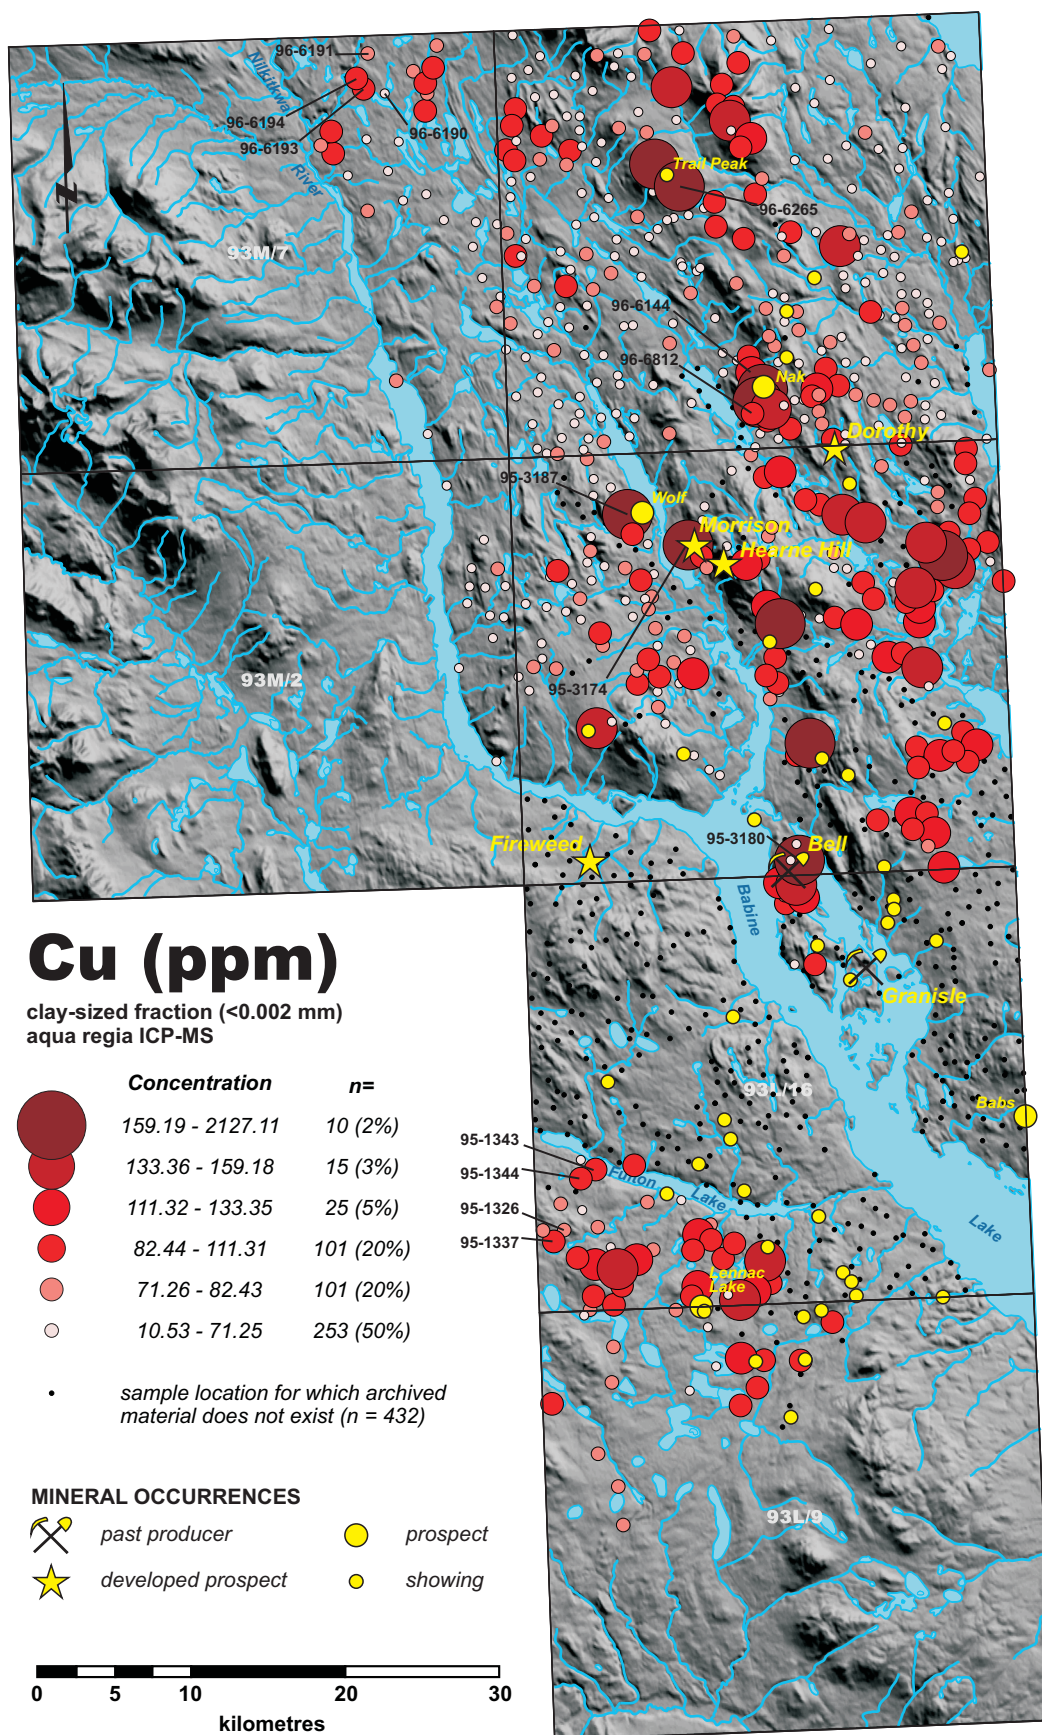 96-6191
Nilkitkwa
96-6194
96-6190
96-6193
River
Trail Peak
96-6265
93M/7
96-6144
96-6812
Nak
Dorothy
95-3187
Wolf
Morrison
Hearne Hill
93M/2
95-3174
95-3180
Bell
Fireweed
Babine
Granisle
93L/16
Babs
Cu (ppm)
clay-sized fraction (<0.002 mm)
aqua regia ICP-MS
Concentration n=
159.19 - 2127.11 10 (2%)
133.36 - 159.18 15 (3%)
111.32 - 133.35 25 (5%)
82.44 - 111.31 101 (20%)
71.26 - 82.43 101 (20%)
10.53 - 71.25 253 (50%)
sample location for which archived
material does not exist (n = 432)
95-1343
95-1344
Fulton
Lake
95-1326
95-1337
Lake
Lennac
Lake
93L/9
MINERAL OCCURRENCES
past producer prospect
developed prospect showing
0 5 10 20 30
kilometres
N